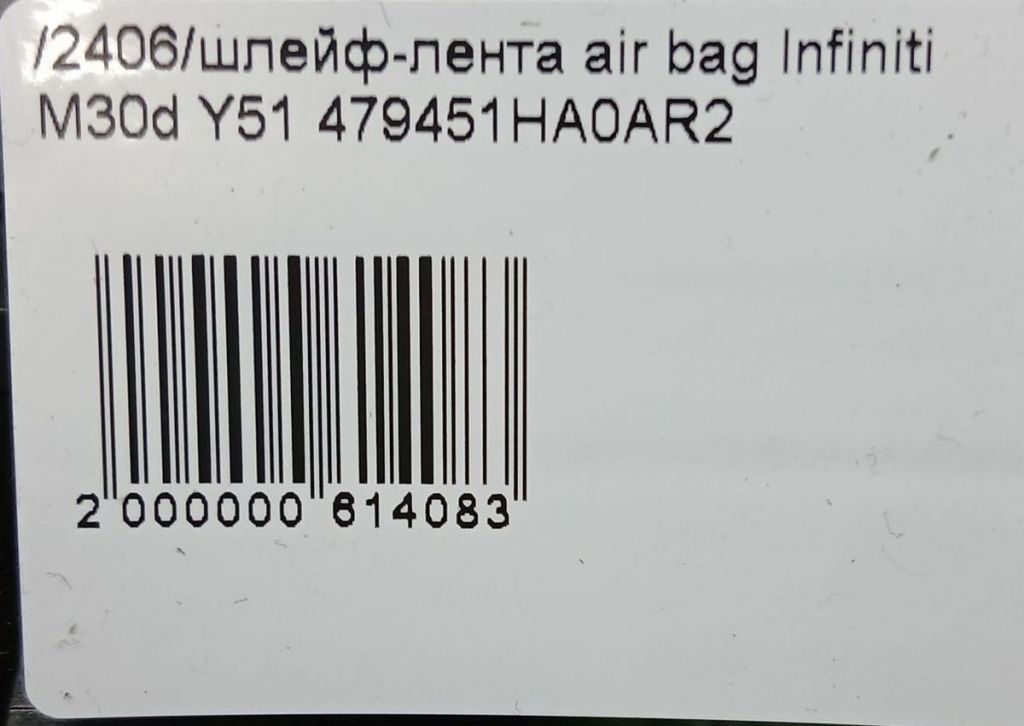 /2406/шлейф-лента air bag Infiniti
M30d Y51 479451HA0AR2
2 000000 614083